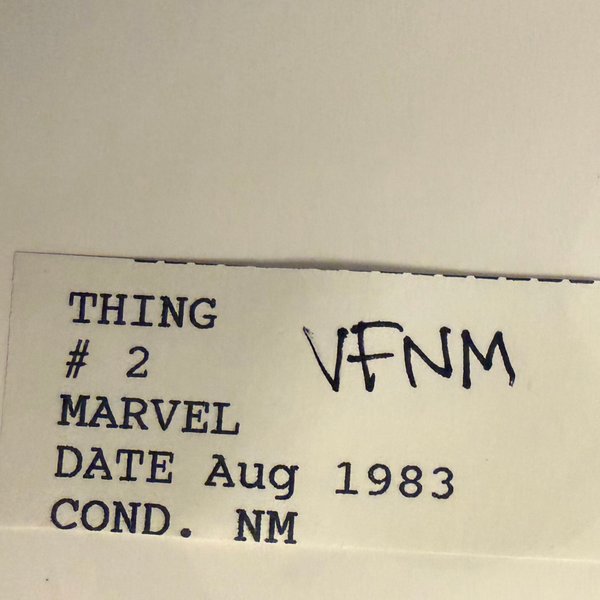 THING
# 2
VFNM
MARVEL
DATE Aug 1983
COND. NM